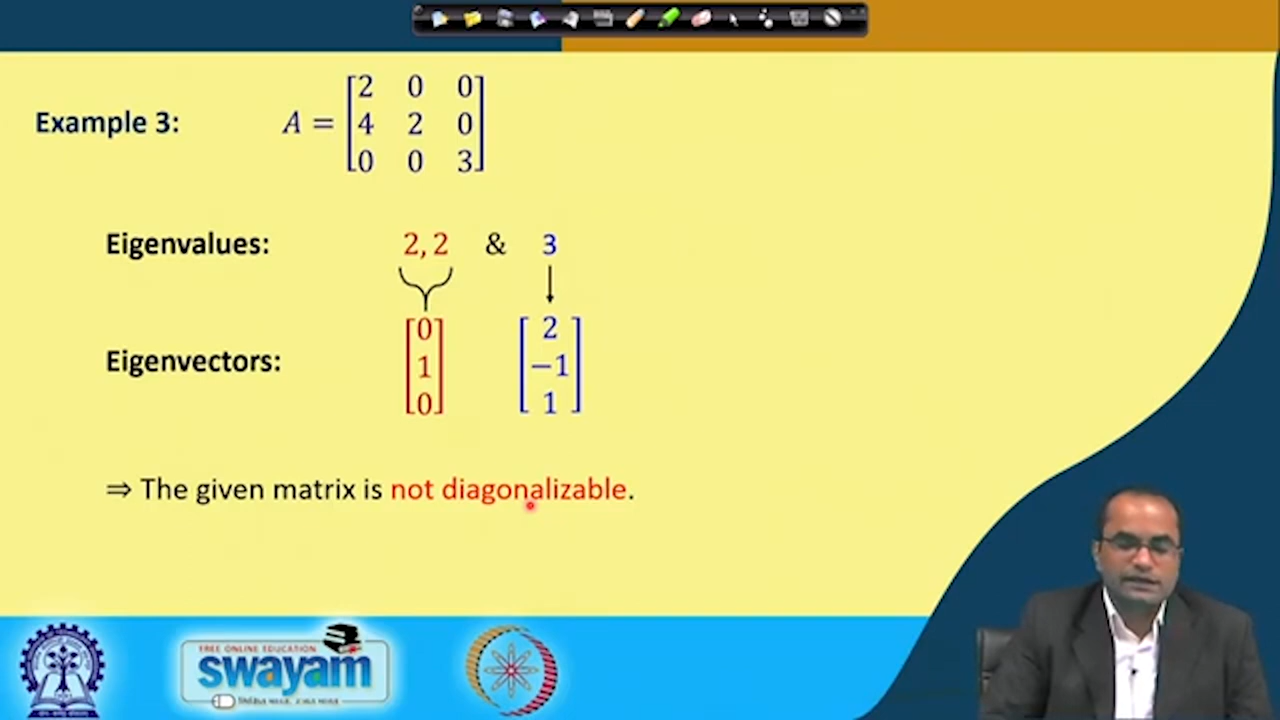 Example 3: A = [2 0 0
4 2 0
0 0 3]
Eigenvalues: 2, 2 & 3
Eigenvectors: [0 1 0] [2 −1 1]
⇒ The given matrix is not diagonalizable.
FREE ONLINE EDUCATION
swayam